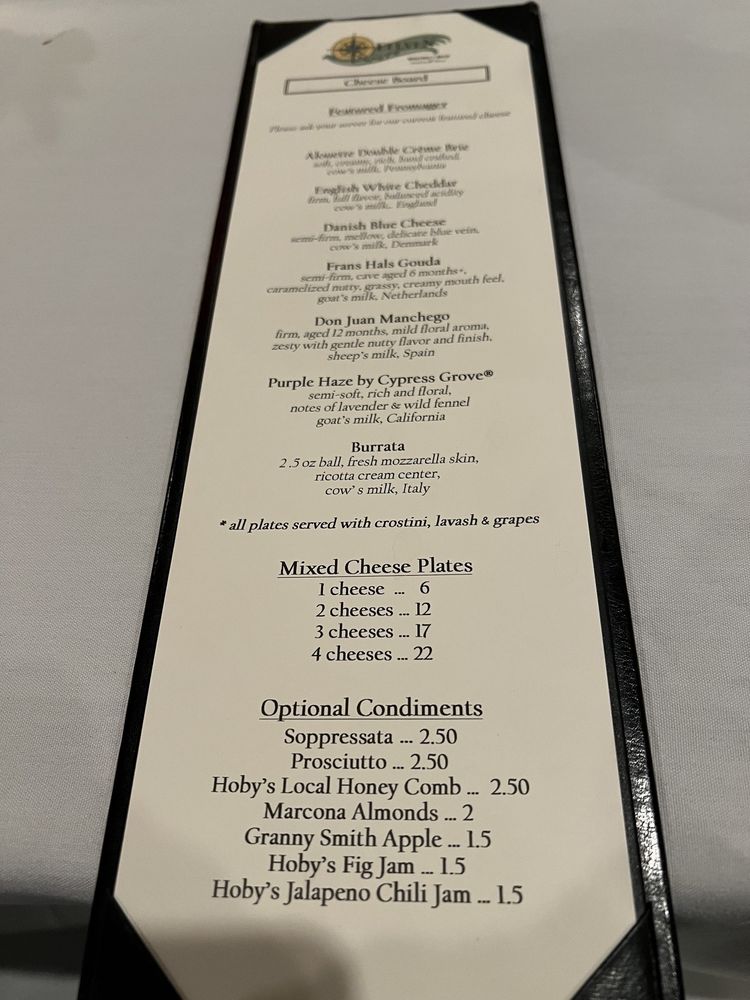 Cheese Board
Featured Fromager
Please ask your server for our current featured cheese
Alouette Double Crème Brie
soft, creamy, rich, hand crafted,
cow's milk, Pennsylvania
English White Cheddar
firm, full flavor, balanced acidity
cow's milk, England
Danish Blue Cheese
semi-firm, mellow, delicate blue vein,
cow's milk, Denmark
Frans Hals Gouda
semi-firm, cave aged 6 months+,
caramelized nutty, grassy, creamy mouth feel,
goat's milk, Netherlands
Don Juan Manchego
firm, aged 12 months, mild floral aroma,
zesty with gentle nutty flavor and finish,
sheep's milk, Spain
Purple Haze by Cypress Grove®
semi-soft, rich and floral,
notes of lavender & wild fennel
goat's milk, California
Burrata
2.5 oz ball, fresh mozzarella skin,
ricotta cream center,
cow's milk, Italy
* all plates served with crostini, lavash & grapes
Mixed Cheese Plates
1 cheese ... 6
2 cheeses ... 12
3 cheeses ... 17
4 cheeses ... 22
Optional Condiments
Soppressata ... 2.50
Prosciutto ... 2.50
Hoby's Local Honey Comb ... 2.50
Marcona Almonds ... 2
Granny Smith Apple ... 1.5
Hoby's Fig Jam ... 1.5
Hoby's Jalapeno Chili Jam ... 1.5